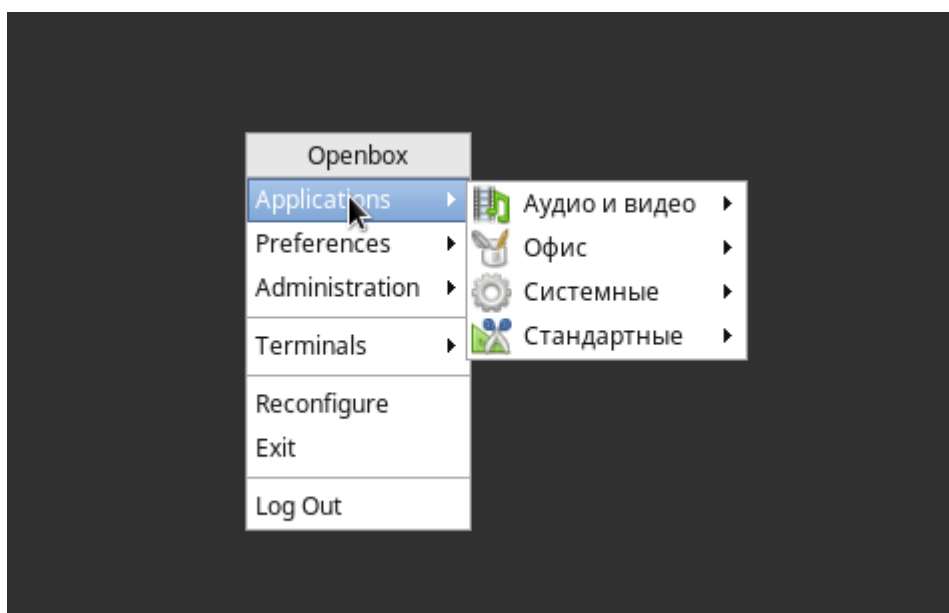 Openbox
Applications
Preferences
Administration
Terminals
Reconfigure
Exit
Log Out
Аудио и видео
Офис
Системные
Стандартные